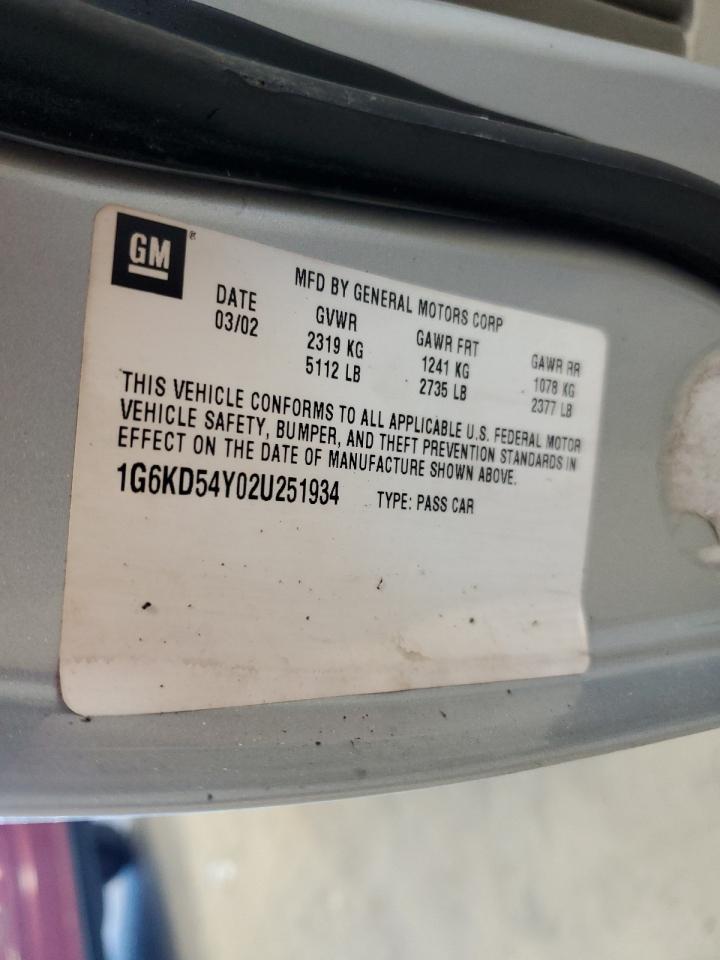 GM
MFD BY GENERAL MOTORS CORP
DATE GVWR GAWR FRT GAWR RR
03/02 2319 KG 1241 KG 1078 KG
5112 LB 2735 LB 2377 LB
THIS VEHICLE CONFORMS TO ALL APPLICABLE U.S. FEDERAL MOTOR
VEHICLE SAFETY, BUMPER, AND THEFT PREVENTION STANDARDS IN
EFFECT ON THE DATE OF MANUFACTURE SHOWN ABOVE.
1G6KD54Y02U251934 TYPE: PASS CAR